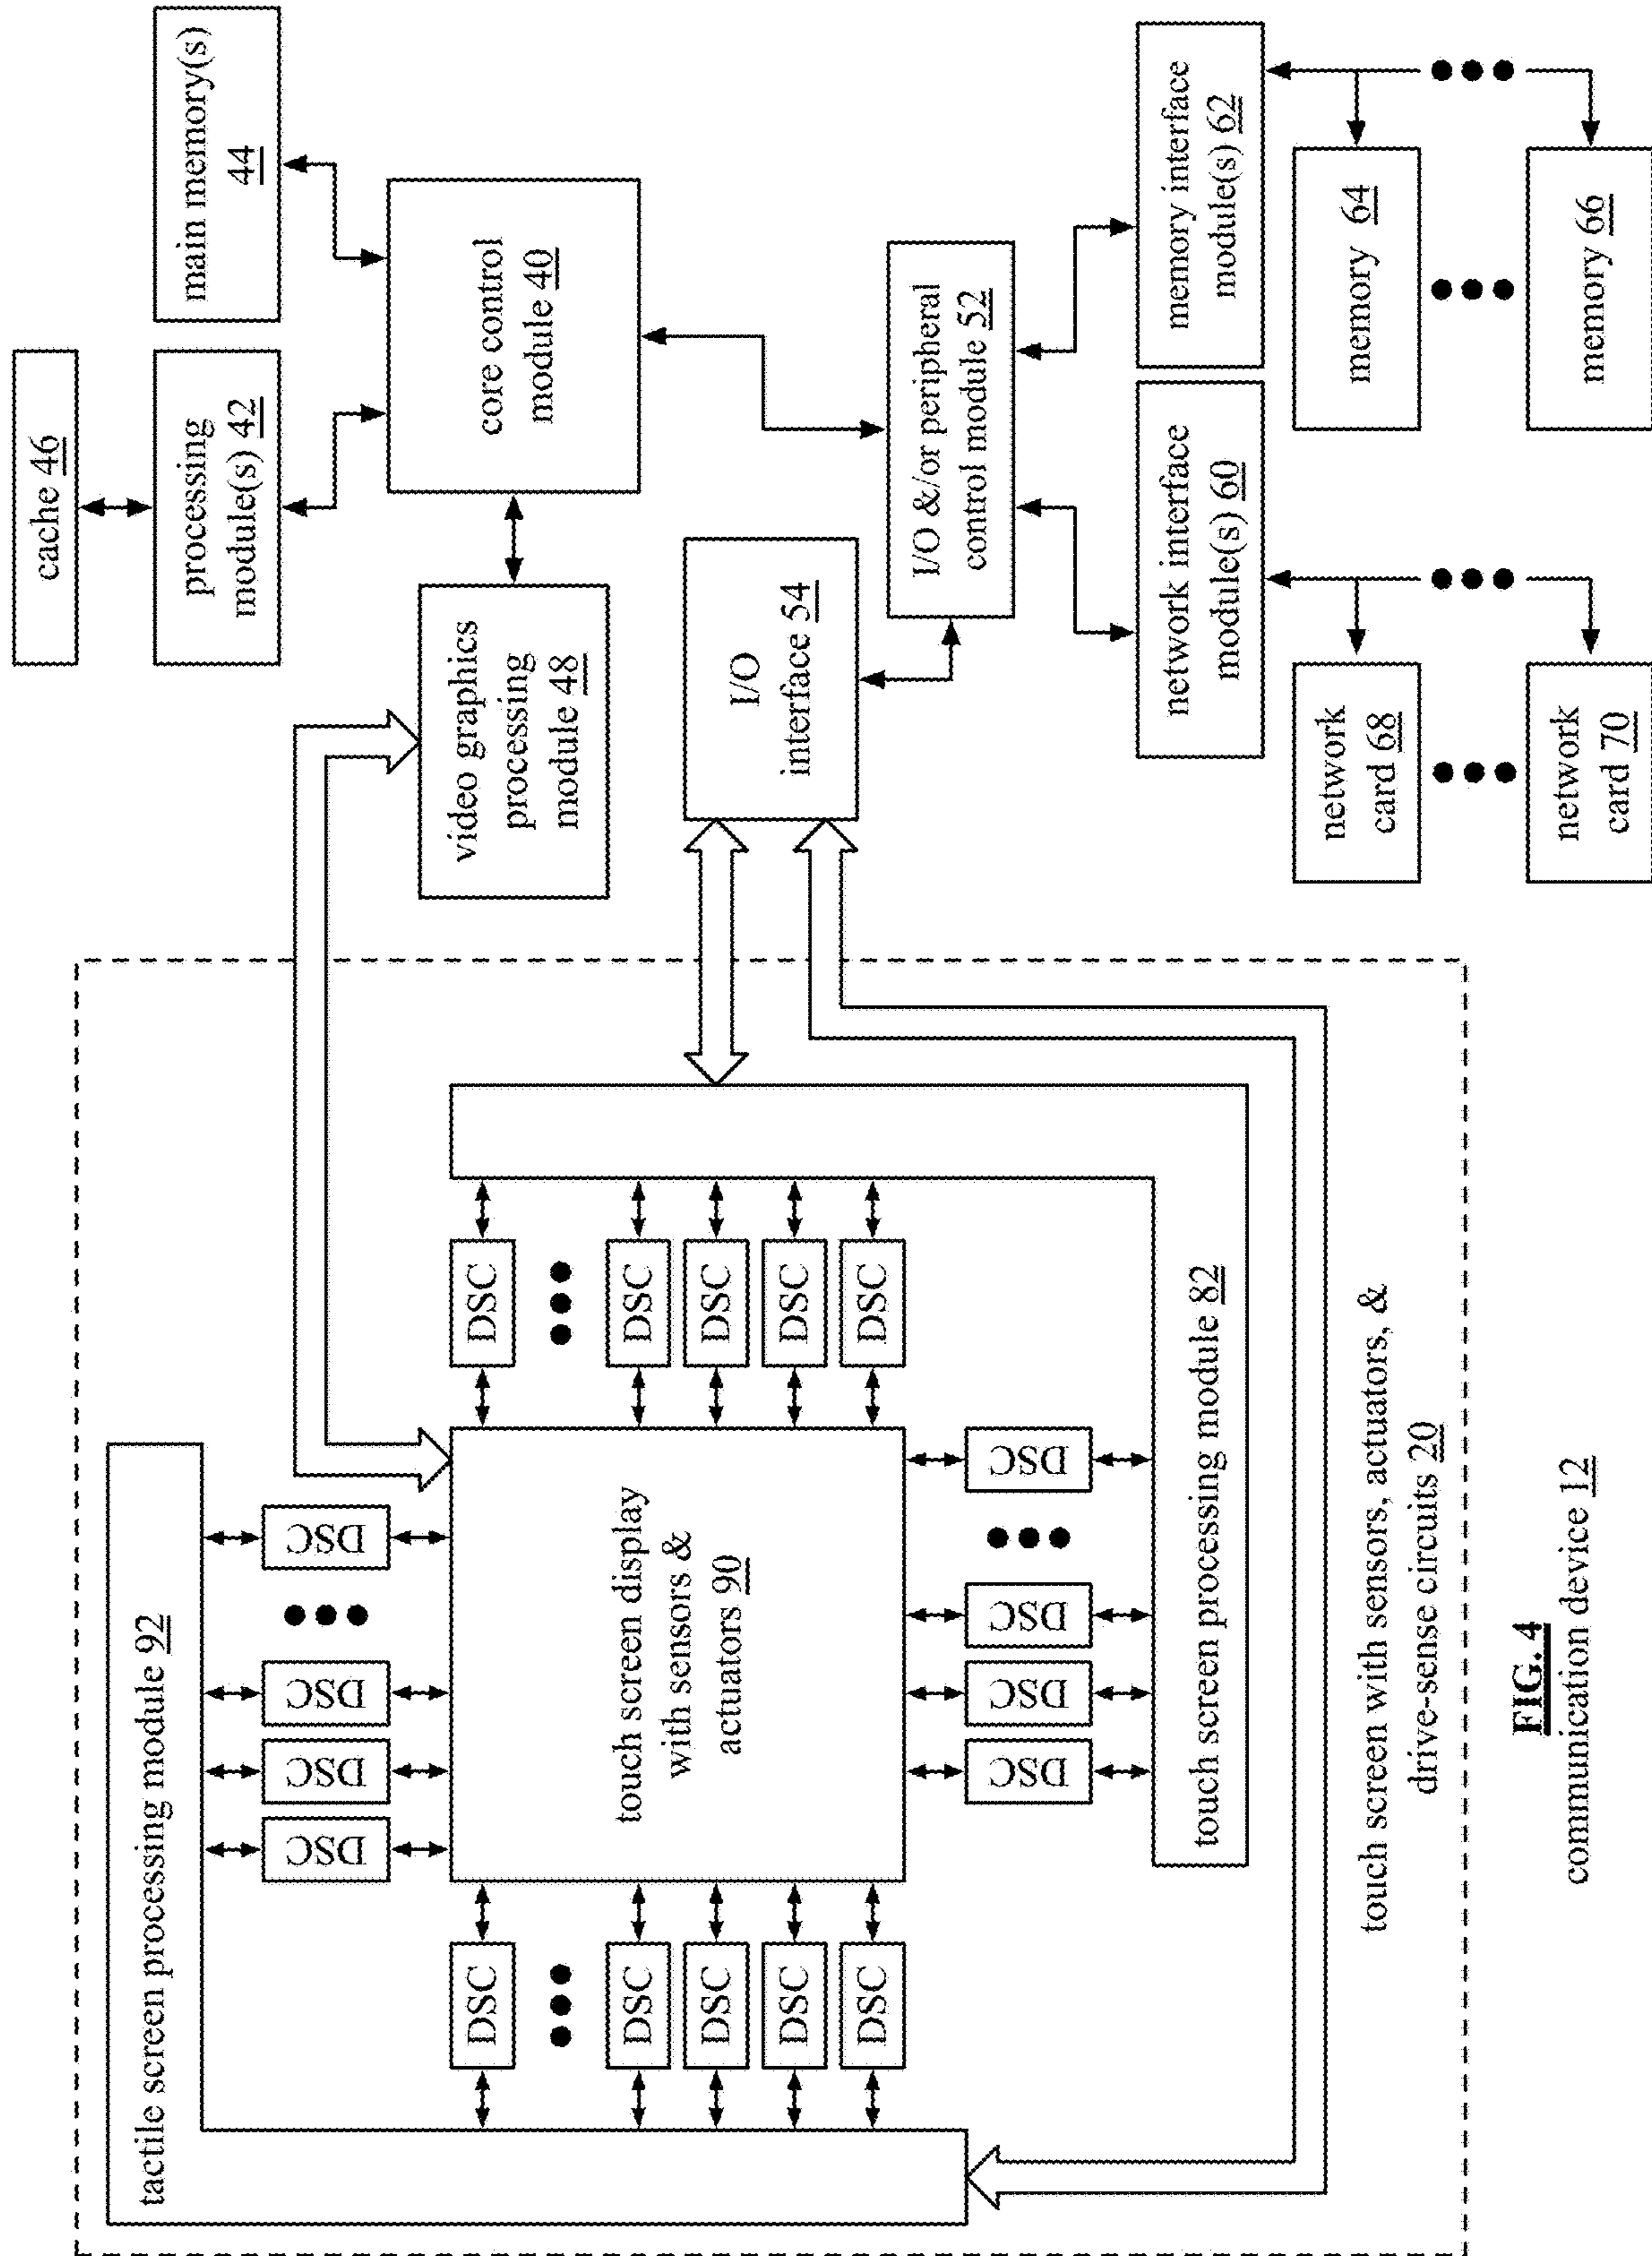 cache 46
tactile screen processing module 92
processing
module(s) 42
main memory(s)
44
DSC
DSC
DSC
DSC
video graphics
processing
module 48
core control
module 40
DSC
DSC
DSC
DSC
DSC
touch screen display
with sensors &
actuators 90
DSC
DSC
DSC
DSC
DSC
I/O
interface 54
I/O &/or peripheral
control module 52
DSC
DSC
DSC
DSC
touch screen processing module 82
network interface
module(s) 60
memory interface
module(s) 62
touch screen with sensors, actuators, &
drive-sense circuits 20
network
card 68
memory 64
network
card 70
memory 66
FIG. 4
communication device 12